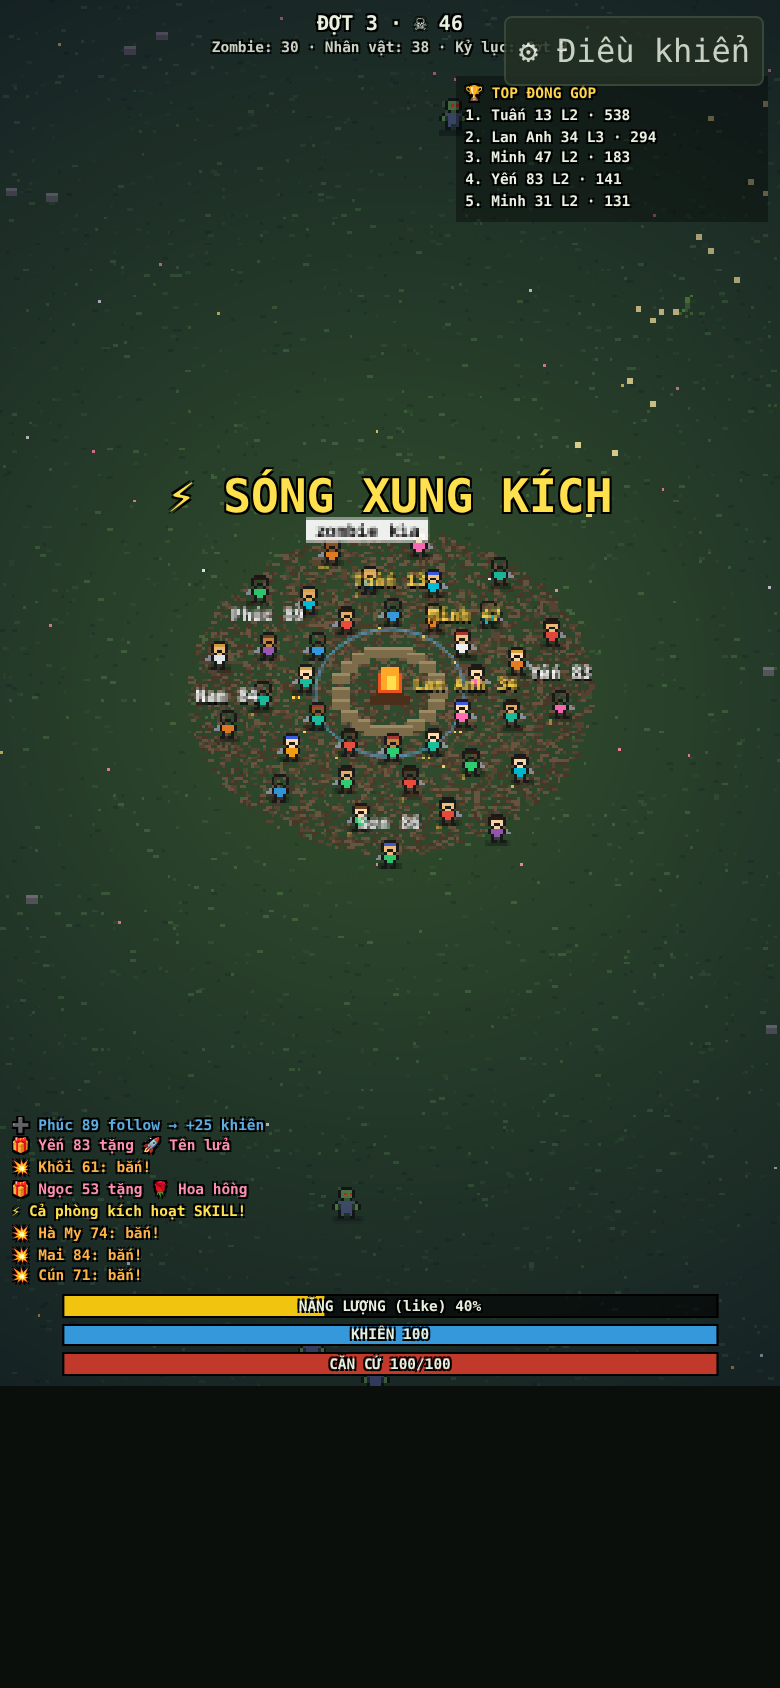 ĐỢT 3 · ☠ 46
Zombie: 30 · Nhân vật: 38 · Kỷ lục:
⚙ Điều khiển
🏆 TOP ĐÓNG GÓP
1. Tuấn 13 L2 · 538
2. Lan Anh 34 L3 · 294
3. Minh 47 L2 · 183
4. Yến 83 L2 · 141
5. Minh 31 L2 · 131
⚡ SÓNG XUNG KÍCH
zombie kìa
Tuấn 13
Phúc 89
Minh 47
Yến 83
Lan Anh 34
Nam 84
Sơn 86
➕ Phúc 89 follow → +25 khiên
🎁 Yến 83 tặng 🚀 Tên lửa
💥 Khôi 61: bắn!
🎁 Ngọc 53 tặng 🌹 Hoa hồng
⚡ Cả phòng kích hoạt SKILL!
💥 Hà My 74: bắn!
💥 Mai 84: bắn!
💥 Cún 71: bắn!
NĂNG LƯỢNG (like) 40%
KHIÊN 100
CĂN CỨ 100/100